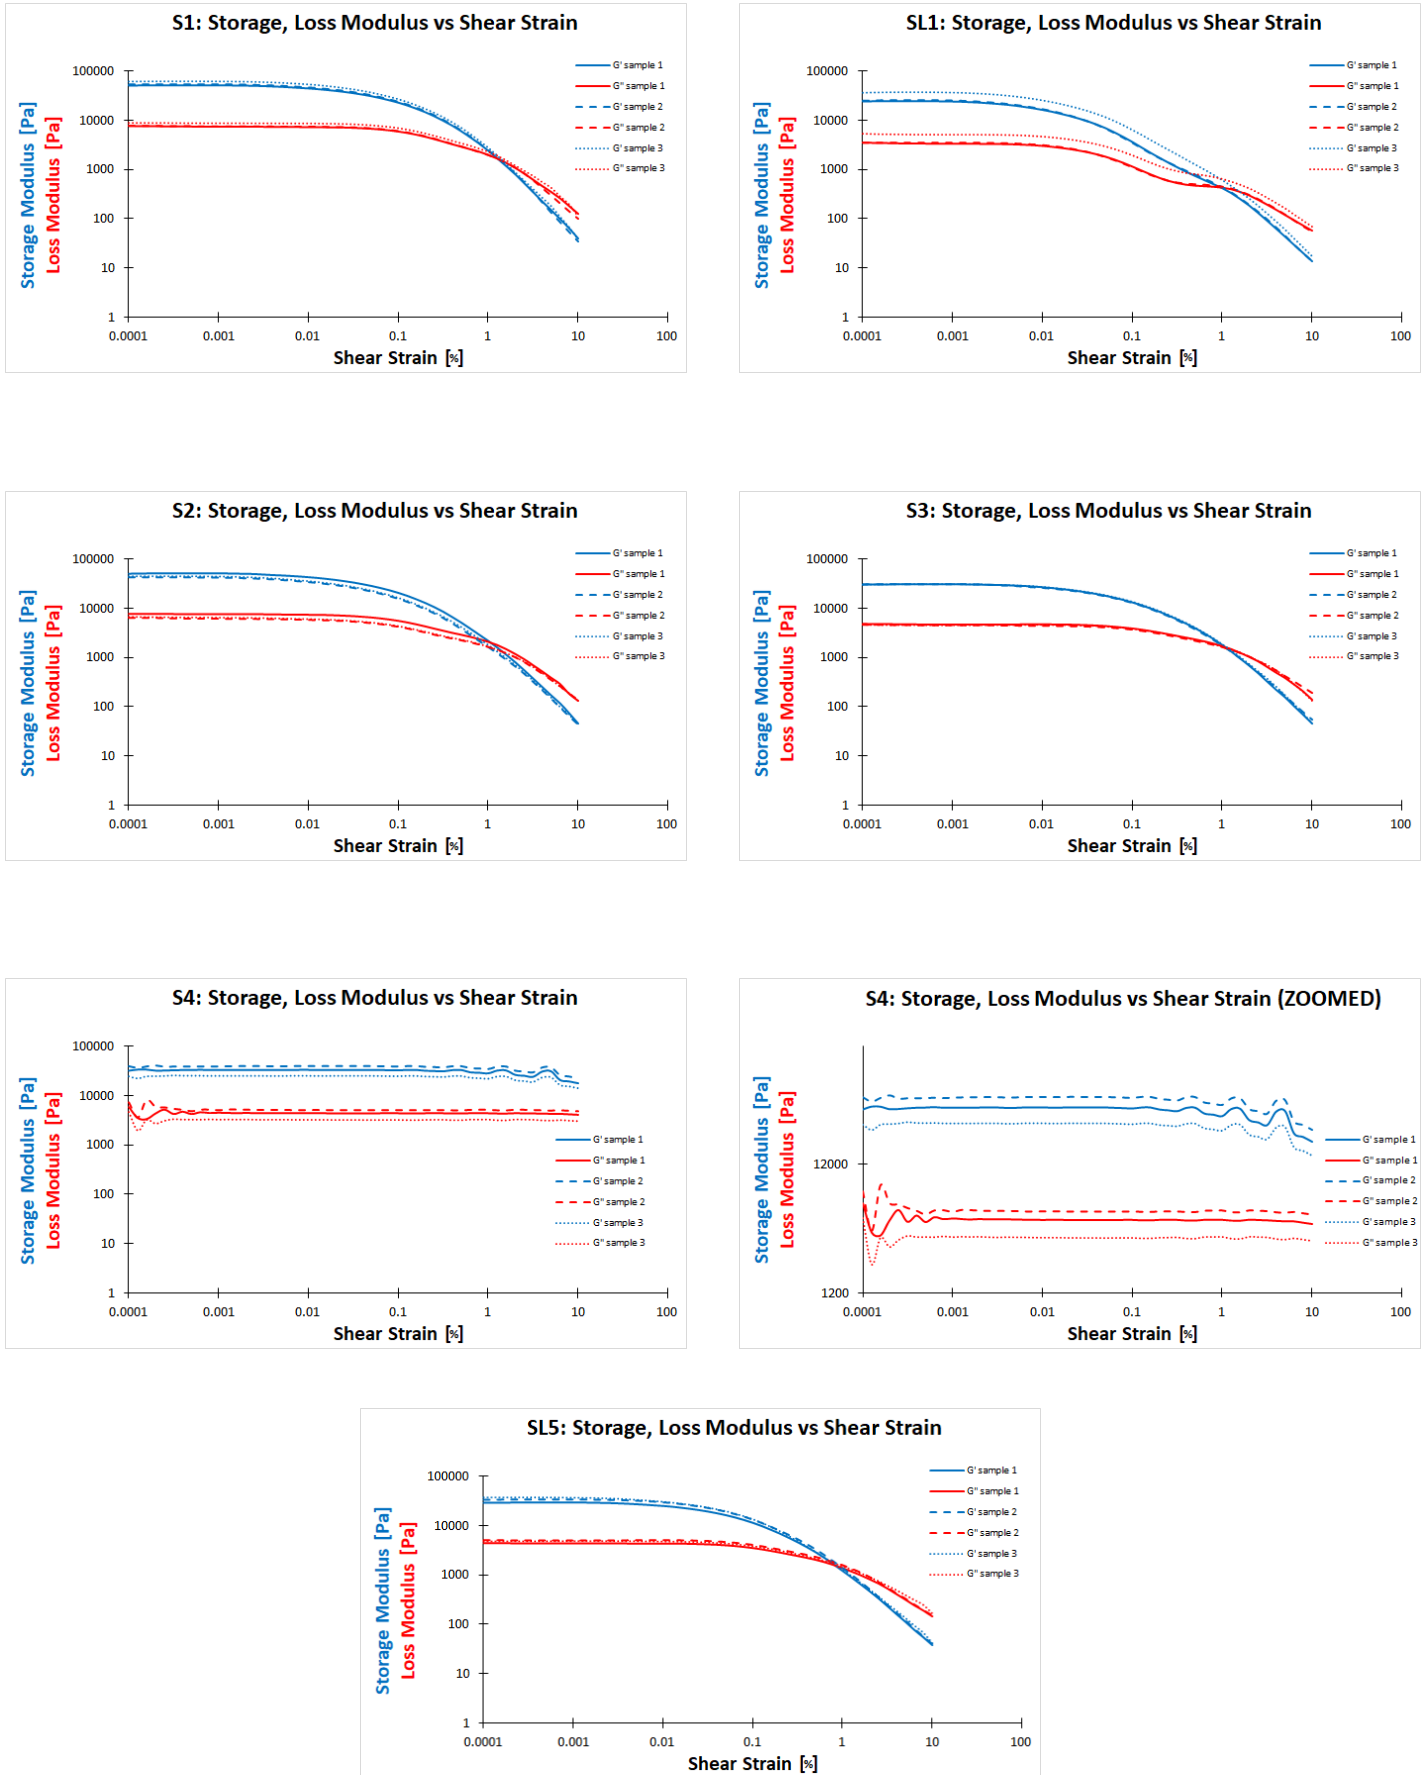 S1: Storage, Loss Modulus vs Shear Strain
Storage Modulus [Pa]
Loss Modulus [Pa]
100000
10000
1000
100
10
1
0.0001 0.001 0.01 0.1 1 10 100
Shear Strain [%]
G' sample 1
G" sample 1
G' sample 2
G" sample 2
G' sample 3
G" sample 3
SL1: Storage, Loss Modulus vs Shear Strain
Storage Modulus [Pa]
Loss Modulus [Pa]
100000
10000
1000
100
10
1
0.0001 0.001 0.01 0.1 1 10 100
Shear Strain [%]
G' sample 1
G" sample 1
G' sample 2
G" sample 2
G' sample 3
G" sample 3
S2: Storage, Loss Modulus vs Shear Strain
Storage Modulus [Pa]
Loss Modulus [Pa]
100000
10000
1000
100
10
1
0.0001 0.001 0.01 0.1 1 10 100
Shear Strain [%]
G' sample 1
G" sample 1
G' sample 2
G" sample 2
G' sample 3
G" sample 3
S3: Storage, Loss Modulus vs Shear Strain
Storage Modulus [Pa]
Loss Modulus [Pa]
100000
10000
1000
100
10
1
0.0001 0.001 0.01 0.1 1 10 100
Shear Strain [%]
G' sample 1
G" sample 1
G' sample 2
G" sample 2
G' sample 3
G" sample 3
S4: Storage, Loss Modulus vs Shear Strain
Storage Modulus [Pa]
Loss Modulus [Pa]
100000
10000
1000
100
10
1
0.0001 0.001 0.01 0.1 1 10 100
Shear Strain [%]
G' sample 1
G" sample 1
G' sample 2
G" sample 2
G' sample 3
G" sample 3
S4: Storage, Loss Modulus vs Shear Strain (ZOOMED)
Storage Modulus [Pa]
Loss Modulus [Pa]
12000
1200
0.0001 0.001 0.01 0.1 1 10 100
Shear Strain [%]
G' sample 1
G" sample 1
G' sample 2
G" sample 2
G' sample 3
G" sample 3
SL5: Storage, Loss Modulus vs Shear Strain
Storage Modulus [Pa]
Loss Modulus [Pa]
100000
10000
1000
100
10
1
0.0001 0.001 0.01 0.1 1 10 100
Shear Strain [%]
G' sample 1
G" sample 1
G' sample 2
G" sample 2
G' sample 3
G" sample 3